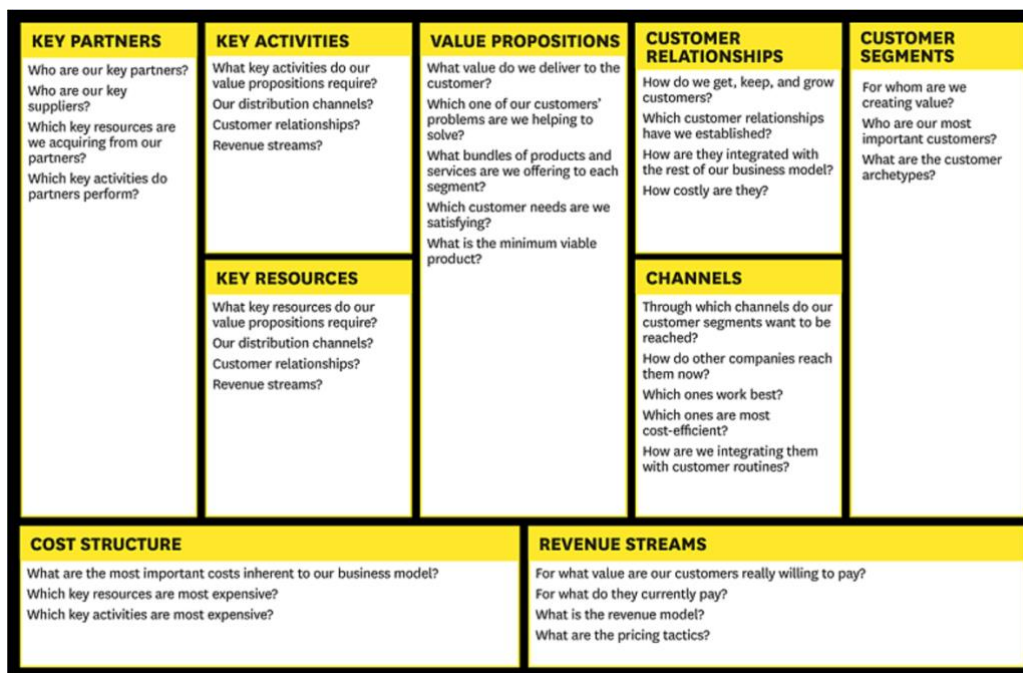 KEY PARTNERS
Who are our key partners?
Who are our key
suppliers?
Which key resources are
we acquiring from our
partners?
Which key activities do
partners perform?
KEY ACTIVITIES
What key activities do our
value propositions require?
Our distribution channels?
Customer relationships?
Revenue streams?
KEY RESOURCES
What key resources do our
value propositions require?
Our distribution channels?
Customer relationships?
Revenue streams?
VALUE PROPOSITIONS
What value do we deliver to the
customer?
Which one of our customers'
problems are we helping to
solve?
What bundles of products and
services are we offering to each
segment?
Which customer needs are we
satisfying?
What is the minimum viable
product?
CUSTOMER
RELATIONSHIPS
How do we get, keep, and grow
customers?
Which customer relationships
have we established?
How are they integrated with
the rest of our business model?
How costly are they?
CHANNELS
Through which channels do our
customer segments want to be
reached?
How do other companies reach
them now?
Which ones work best?
Which ones are most
cost-efficient?
How are we integrating them
with customer routines?
CUSTOMER
SEGMENTS
For whom are we
creating value?
Who are our most
important customers?
What are the customer
archetypes?
COST STRUCTURE
What are the most important costs inherent to our business model?
Which key resources are most expensive?
Which key activities are most expensive?
REVENUE STREAMS
For what value are our customers really willing to pay?
For what do they currently pay?
What is the revenue model?
What are the pricing tactics?